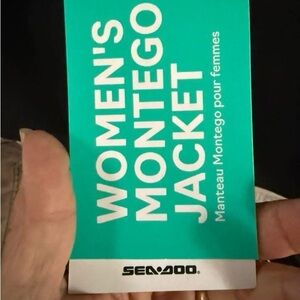 WOMEN'S
MONTEGO
JACKET
Manteau Montego pour femmes
SEA-DOO®